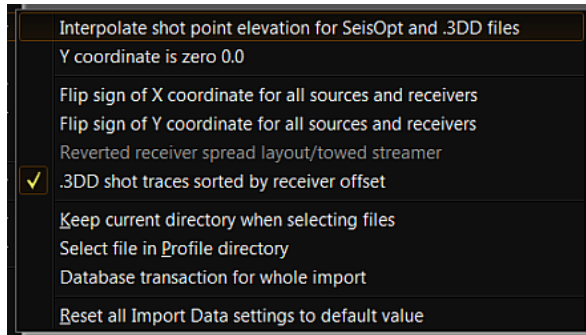 Interpolate shot point elevation for SeisOpt and .3DD files
Y coordinate is zero 0.0
Flip sign of X coordinate for all sources and receivers
Flip sign of Y coordinate for all sources and receivers
Reverted receiver spread layout/towed streamer
.3DD shot traces sorted by receiver offset
Keep current directory when selecting files
Select file in Profile directory
Database transaction for whole import
Reset all Import Data settings to default value